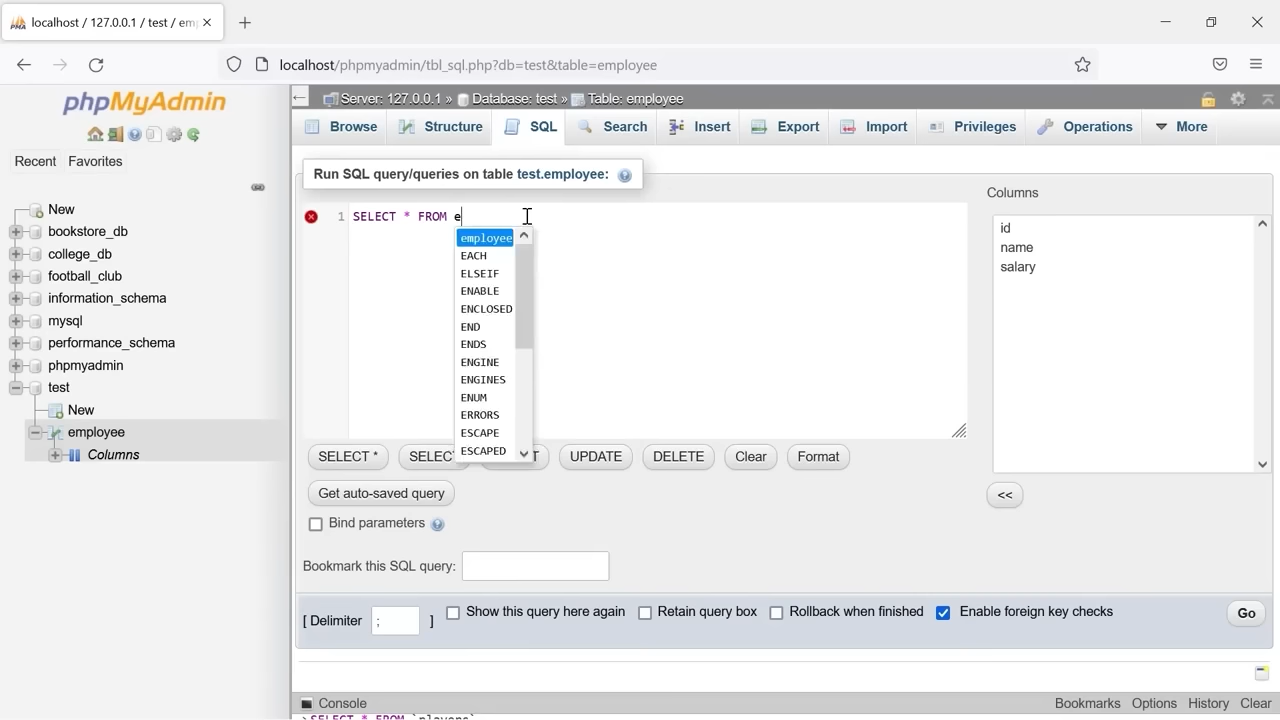 localhost / 127.0.0.1 / test / emp
localhost/phpmyadmin/tbl_sql.php?db=test&table=employee
phpMyAdmin
Recent Favorites
New
bookstore_db
college_db
football_club
information_schema
mysql
performance_schema
phpmyadmin
test
New
employee
Columns
Server: 127.0.0.1 » Database: test » Table: employee
Browse Structure SQL Search Insert Export Import Privileges Operations More
Run SQL query/queries on table test.employee:
1 SELECT * FROM e
employee
EACH
ELSEIF
ENABLE
ENCLOSED
END
ENDS
ENGINE
ENGINES
ENUM
ERRORS
ESCAPE
ESCAPED
Columns
id
name
salary
<<
SELECT * SELEC T UPDATE DELETE Clear Format
Get auto-saved query
Bind parameters
Bookmark this SQL query:
[ Delimiter ; ] Show this query here again Retain query box Rollback when finished Enable foreign key checks Go
Console Bookmarks Options History Clear
>SELECT * FROM `players`